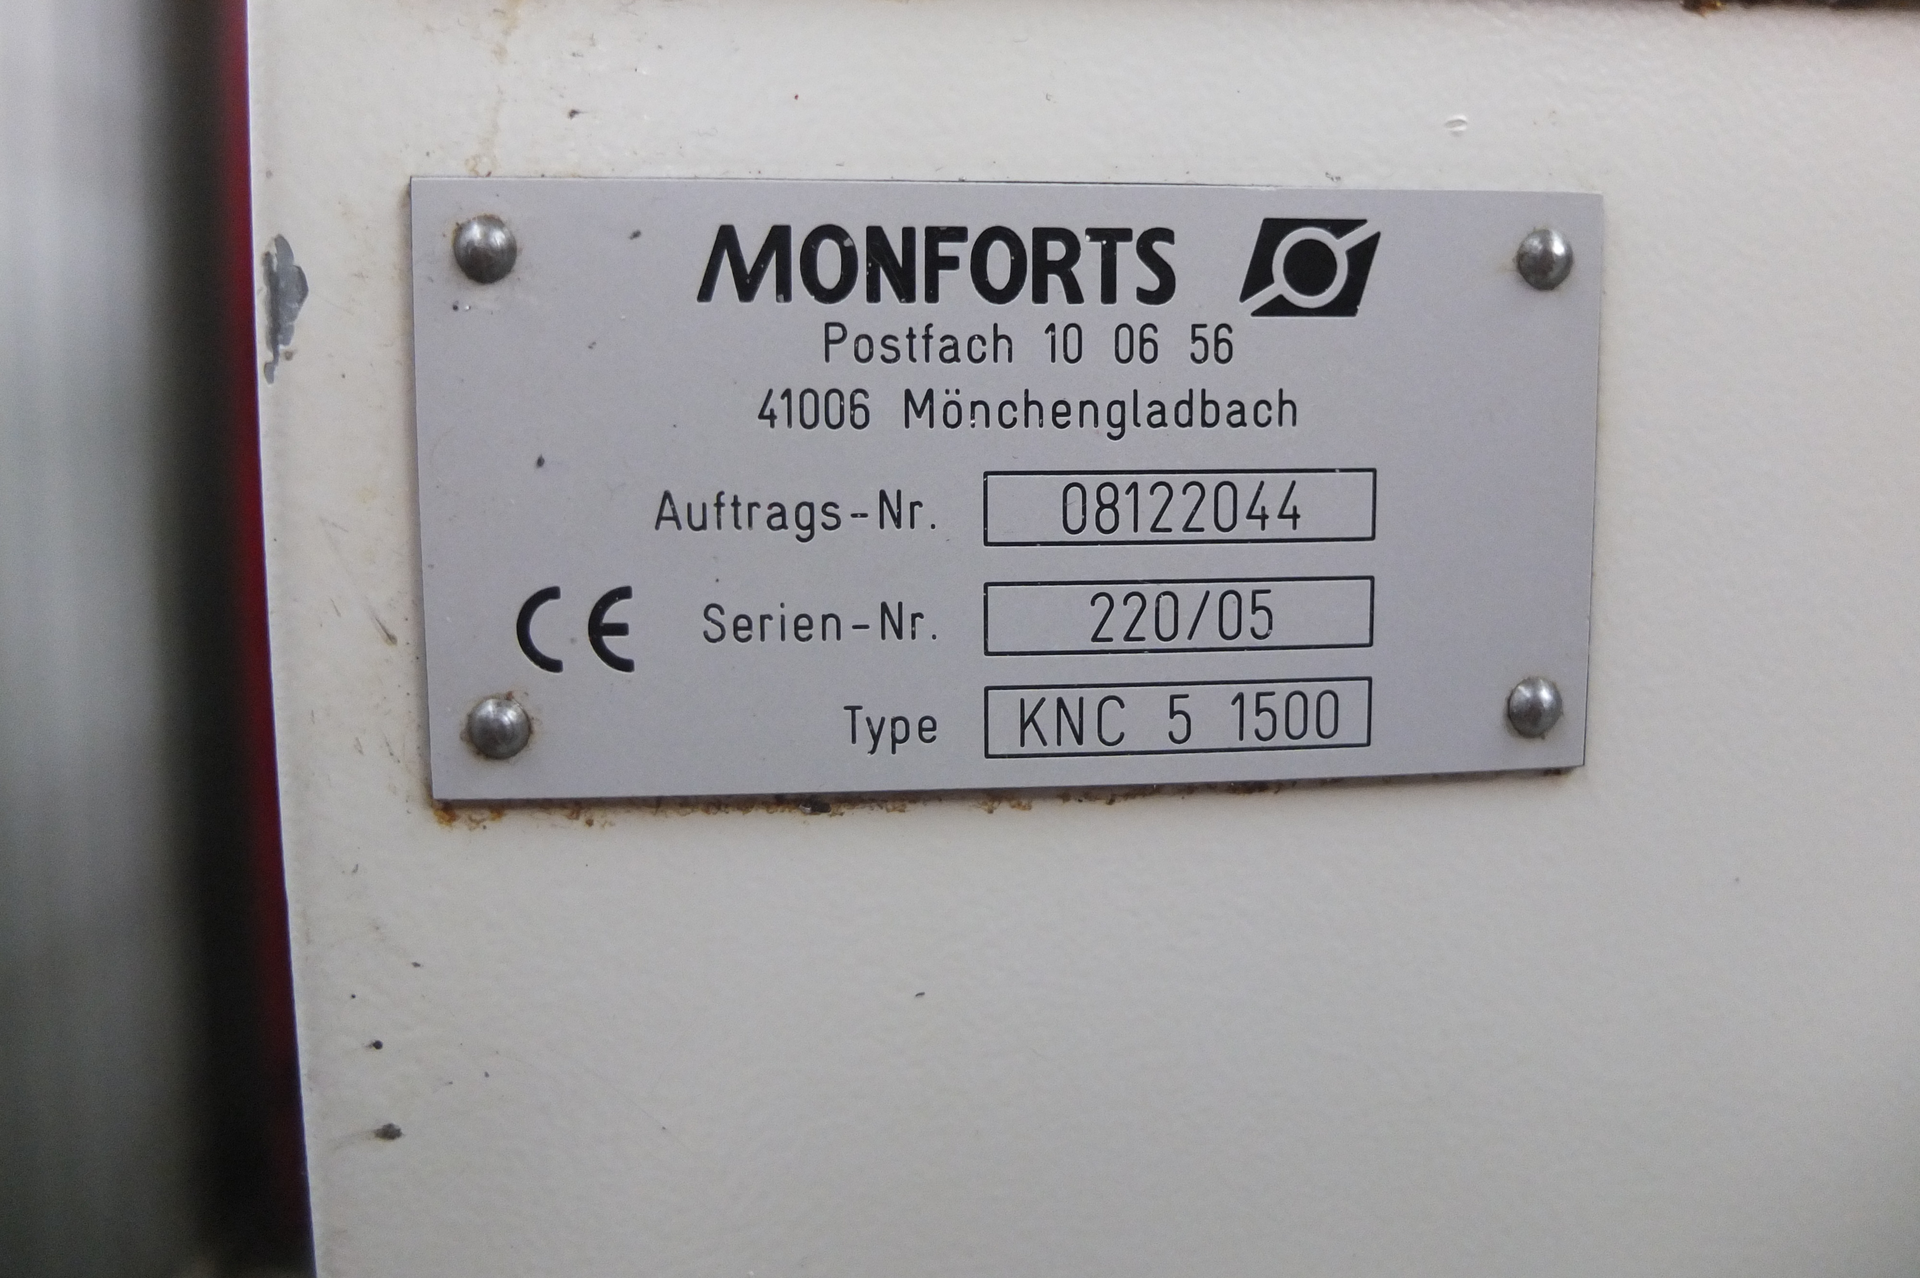 MONFORTS
Postfach 10 06 56
41006 Mönchengladbach
Auftrags-Nr. 08122044
CE Serien-Nr. 220/05
Type KNC 5 1500